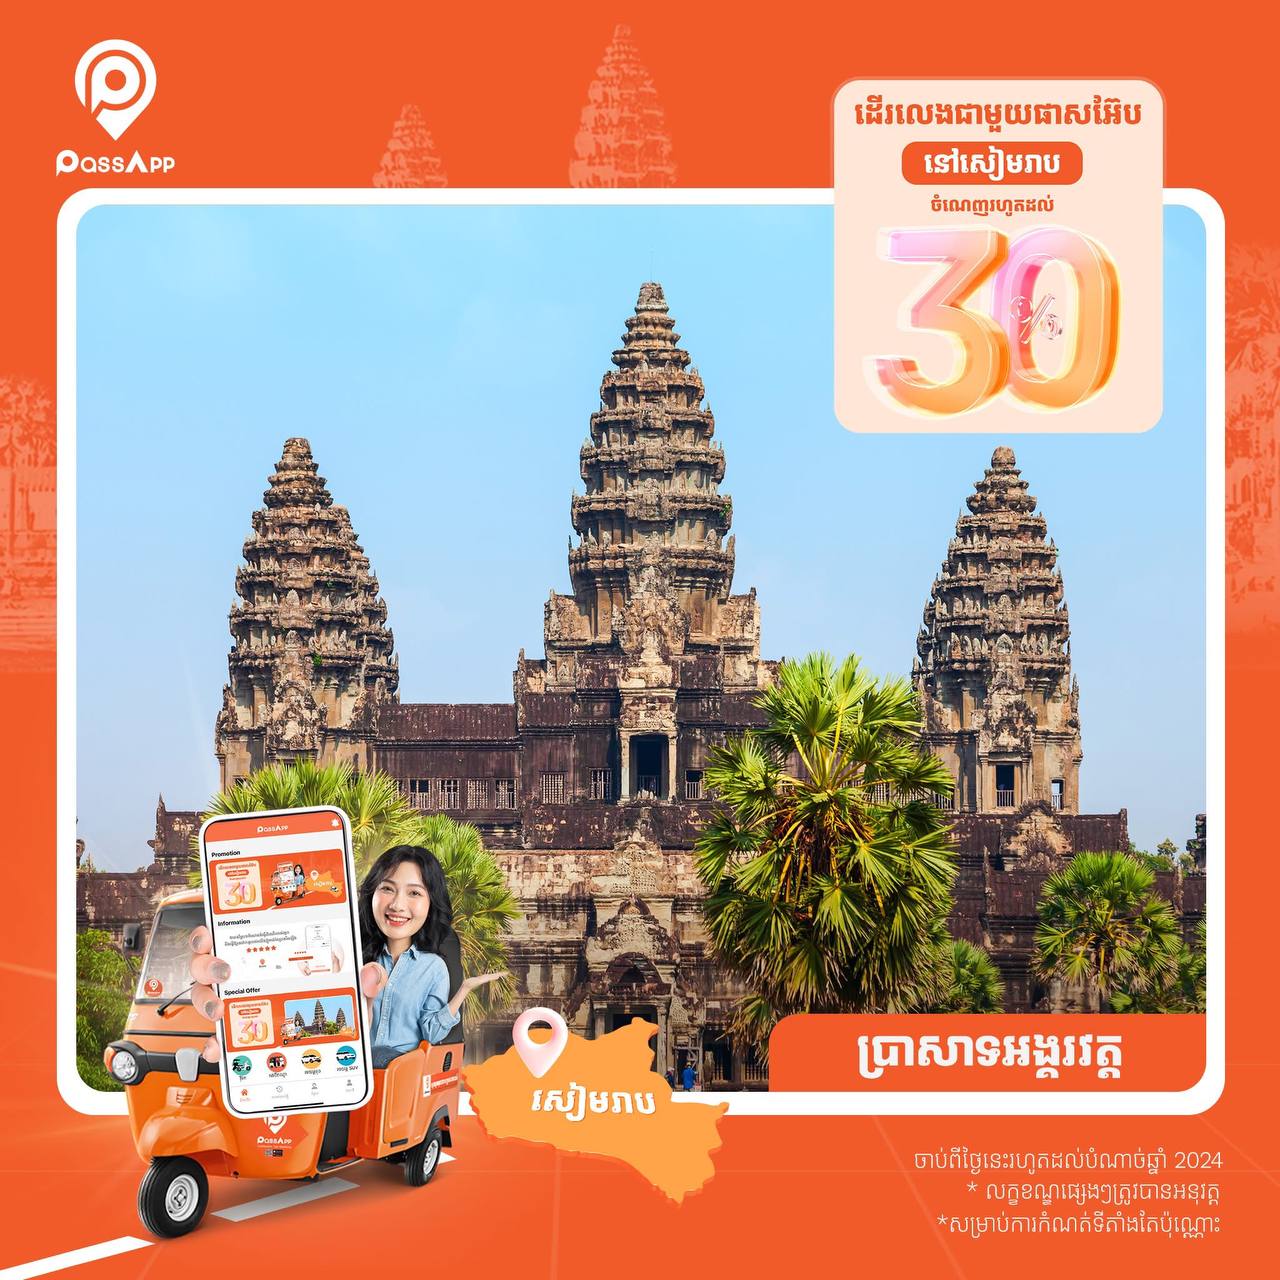 PassApp
ដើរលេងជាមួយផាសអ៊ែប
នៅសៀមរាប
ចំណេញរហូតដល់
30%
PassApp
Promotion
30
Information
Special Offer
30
PassApp
សៀមរាប
ប្រាសាទអង្គរវត្ត
ចាប់ពីថ្ងៃនេះរហូតដល់បំណាច់ឆ្នាំ 2024
* លក្ខខណ្ឌផ្សេងៗត្រូវបានអនុវត្ត
*សម្រាប់ការកំណត់ទីតាំងតែប៉ុណ្ណោះ